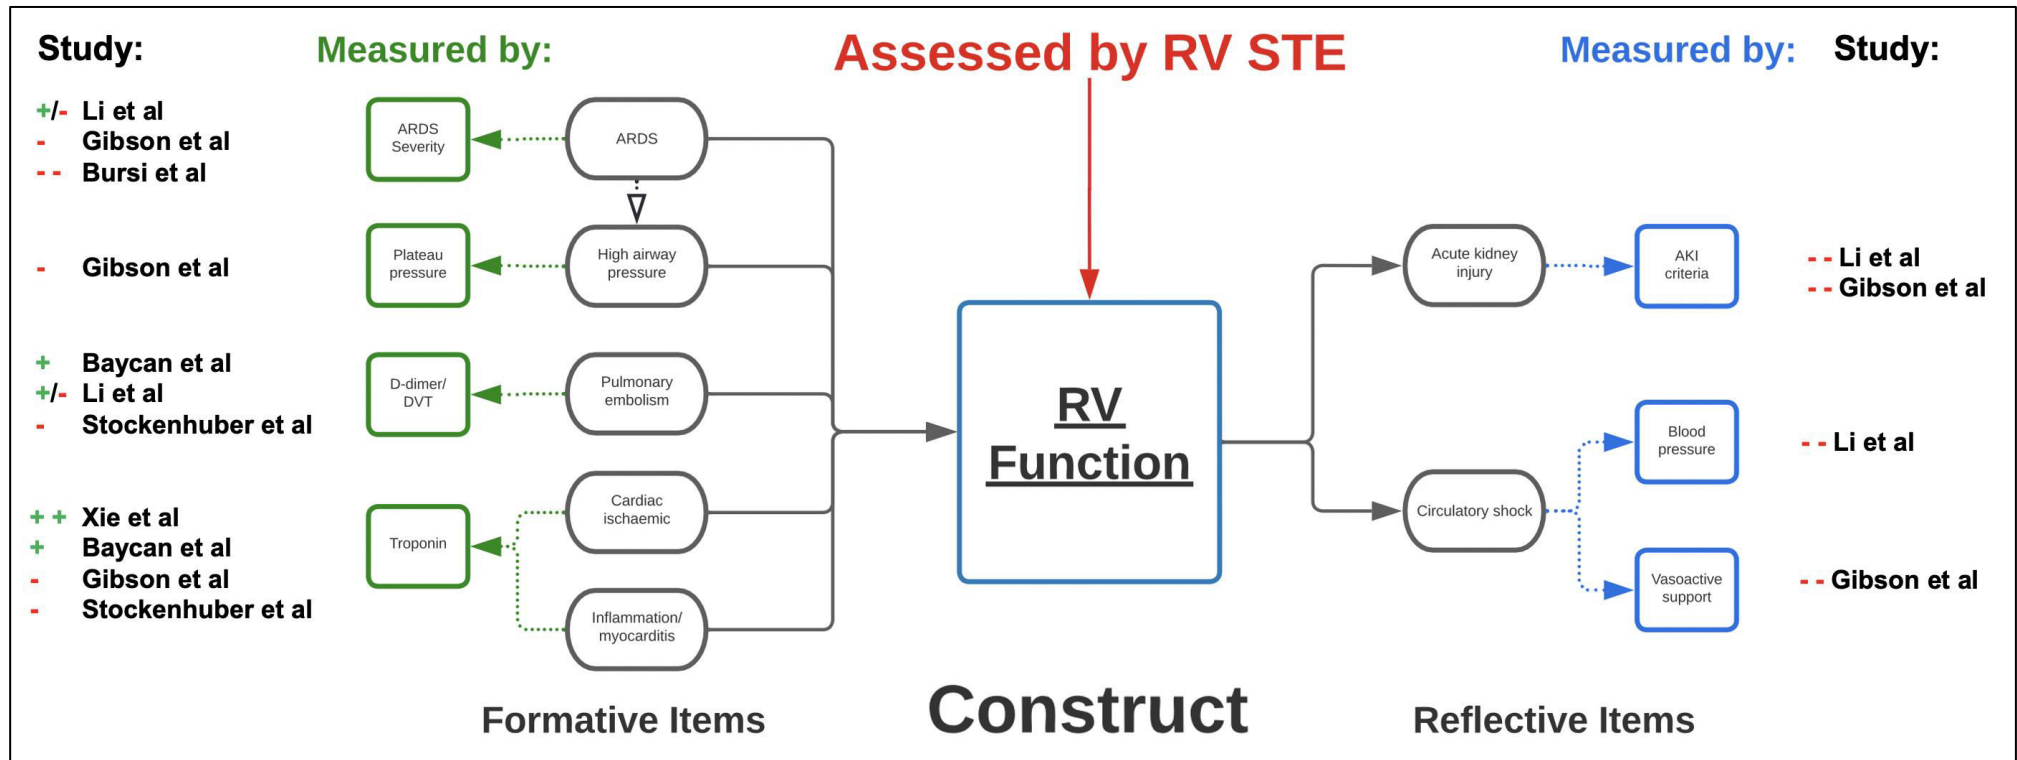 Study:
Measured by:
Assessed by RV STE
Measured by:
Study:
+/- Li et al
- Gibson et al
- - Bursi et al
ARDS
Severity
ARDS
- Gibson et al
Plateau
pressure
High airway
pressure
+ Baycan et al
+/- Li et al
- Stockenhuber et al
D-dimer/
DVT
Pulmonary
embolism
+ + Xie et al
+ Baycan et al
- Gibson et al
- Stockenhuber et al
Troponin
Cardiac
ischaemic
Inflammation/
myocarditis
RV
Function
Acute kidney
injury
AKI
criteria
- - Li et al
- - Gibson et al
Circulatory shock
Blood
pressure
- - Li et al
Vasoactive
support
- - Gibson et al
Formative Items
Construct
Reflective Items